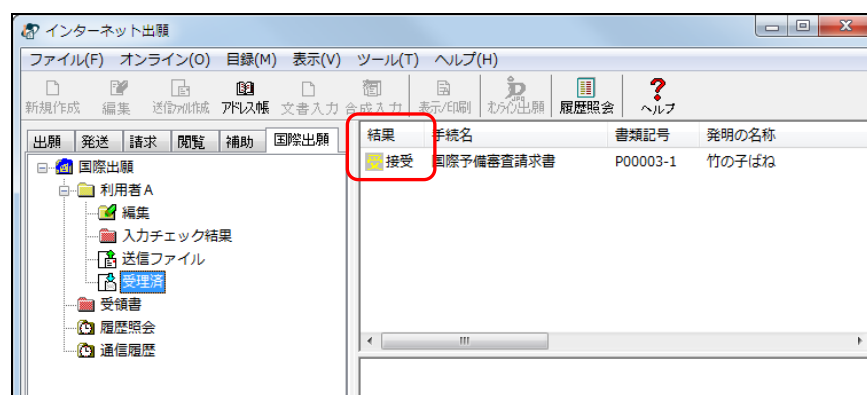 インターネット出願
ファイル(F) オンライン(O) 目録(M) 表示(V) ツール(T) ヘルプ(H)
新規作成 編集 送信ファイル作成 アドレス帳 文書入力 合成入力 表示/印刷 かんたん出願 履歴照会 ヘルプ
出願 発送 請求 閲覧 補助 国際出願
結果 手続名 書類記号 発明の名称
接受 国際予備審査請求書 P00003-1 竹の子ばね
国際出願
利用者A
編集
入力チェック結果
送信ファイル
受理済
受領書
履歴照会
通信履歴